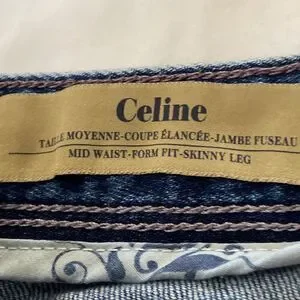 Celine
TAILLE MOYENNE-COUPE ÉLANCÉE-JAMBE FUSEAU
MID WAIST-FORM FIT-SKINNY LEG